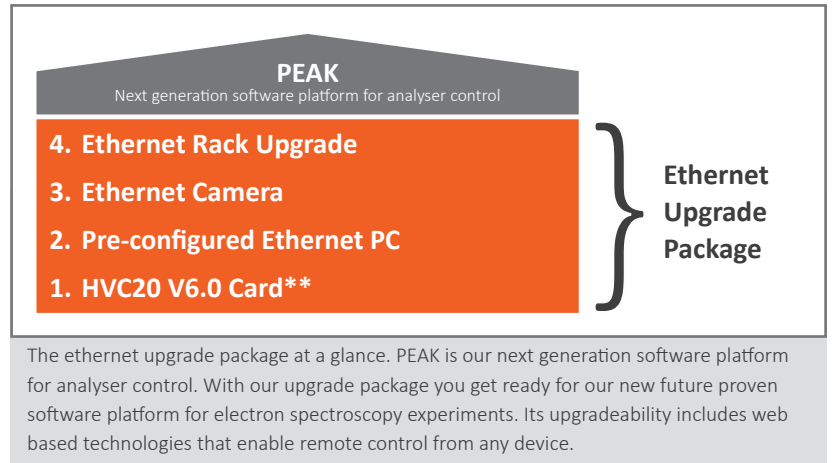 PEAK
Next generation software platform for analyser control
4. Ethernet Rack Upgrade
3. Ethernet Camera
2. Pre-configured Ethernet PC
1. HVC20 V6.0 Card**
Ethernet
Upgrade
Package
The ethernet upgrade package at a glance. PEAK is our next generation software platform
for analyser control. With our upgrade package you get ready for our new future proven
software platform for electron spectroscopy experiments. Its upgradeability includes web
based technologies that enable remote control from any device.